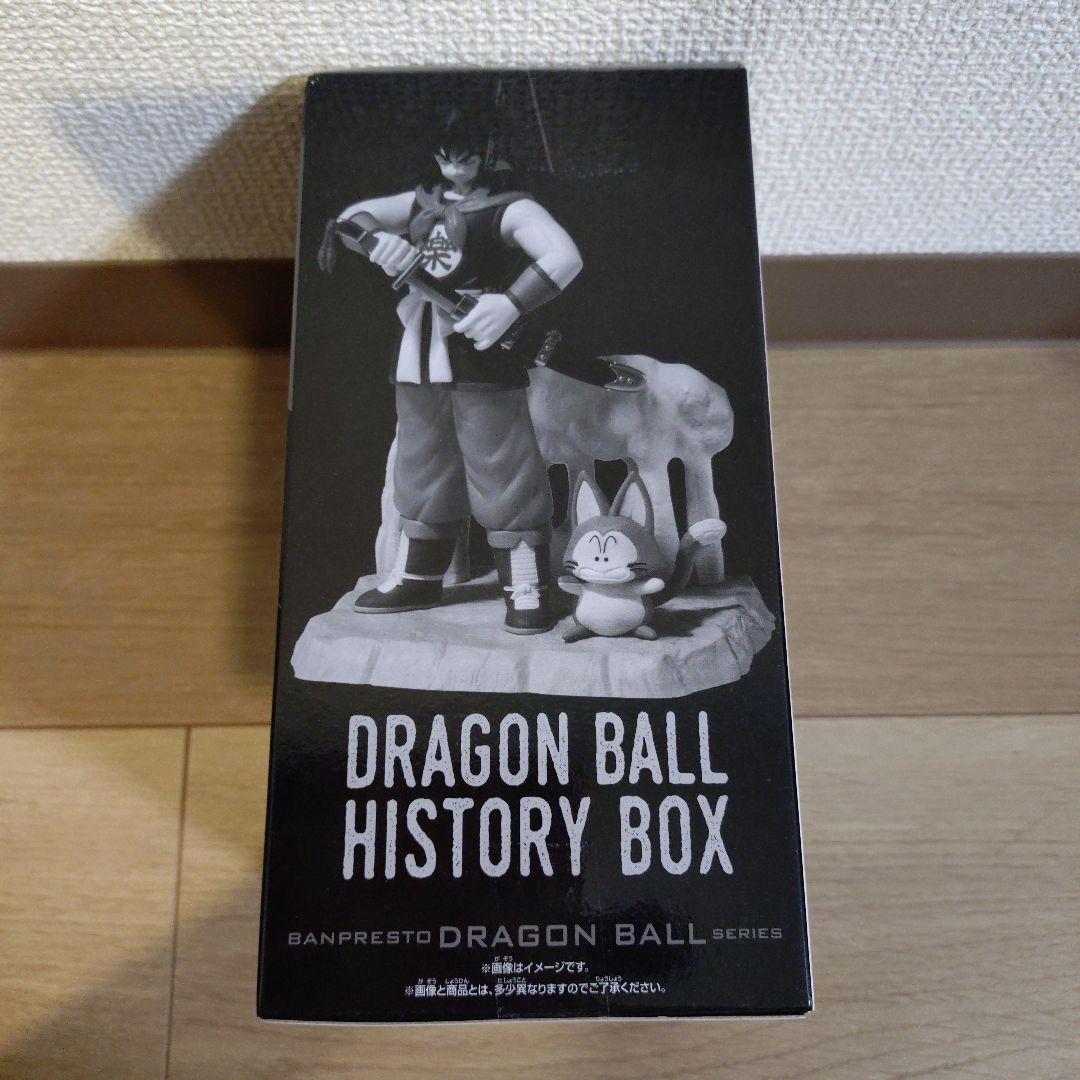 樂
DRAGON BALL
HISTORY BOX
BANPRESTO DRAGON BALL SERIES
※画像はイメージです。
※画像と商品とは、多少異なりますのでご了承ください。